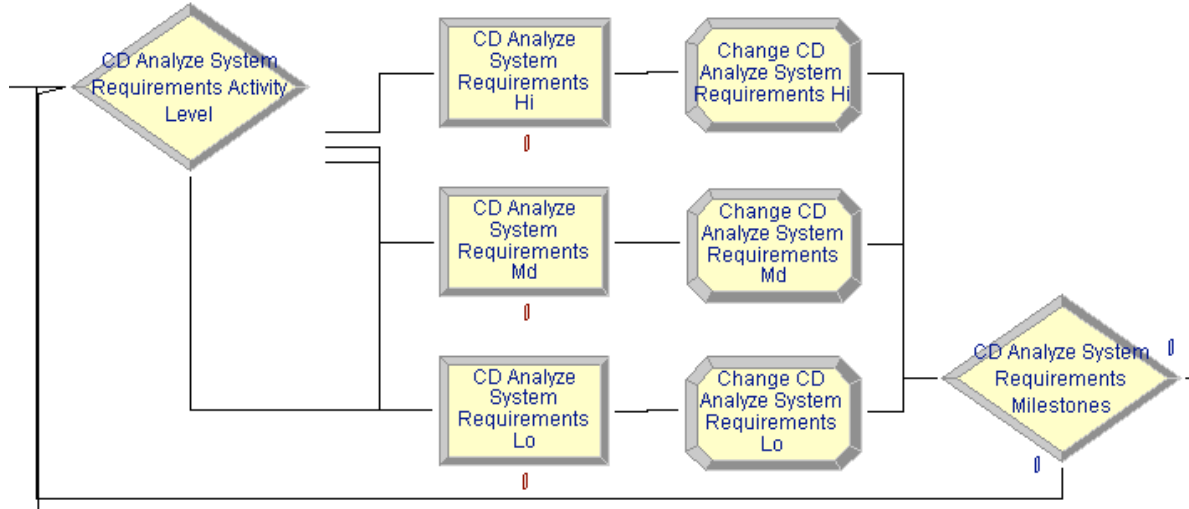 CD Analyze System
Requirements Activity
Level
CD Analyze
System
Requirements
Hi
0
Change CD
Analyze System
Requirements Hi
CD Analyze
System
Requirements
Md
0
Change CD
Analyze System
Requirements
Md
CD Analyze
System
Requirements
Lo
0
Change CD
Analyze System
Requirements
Lo
CD Analyze System
Requirements
Milestones
0
0